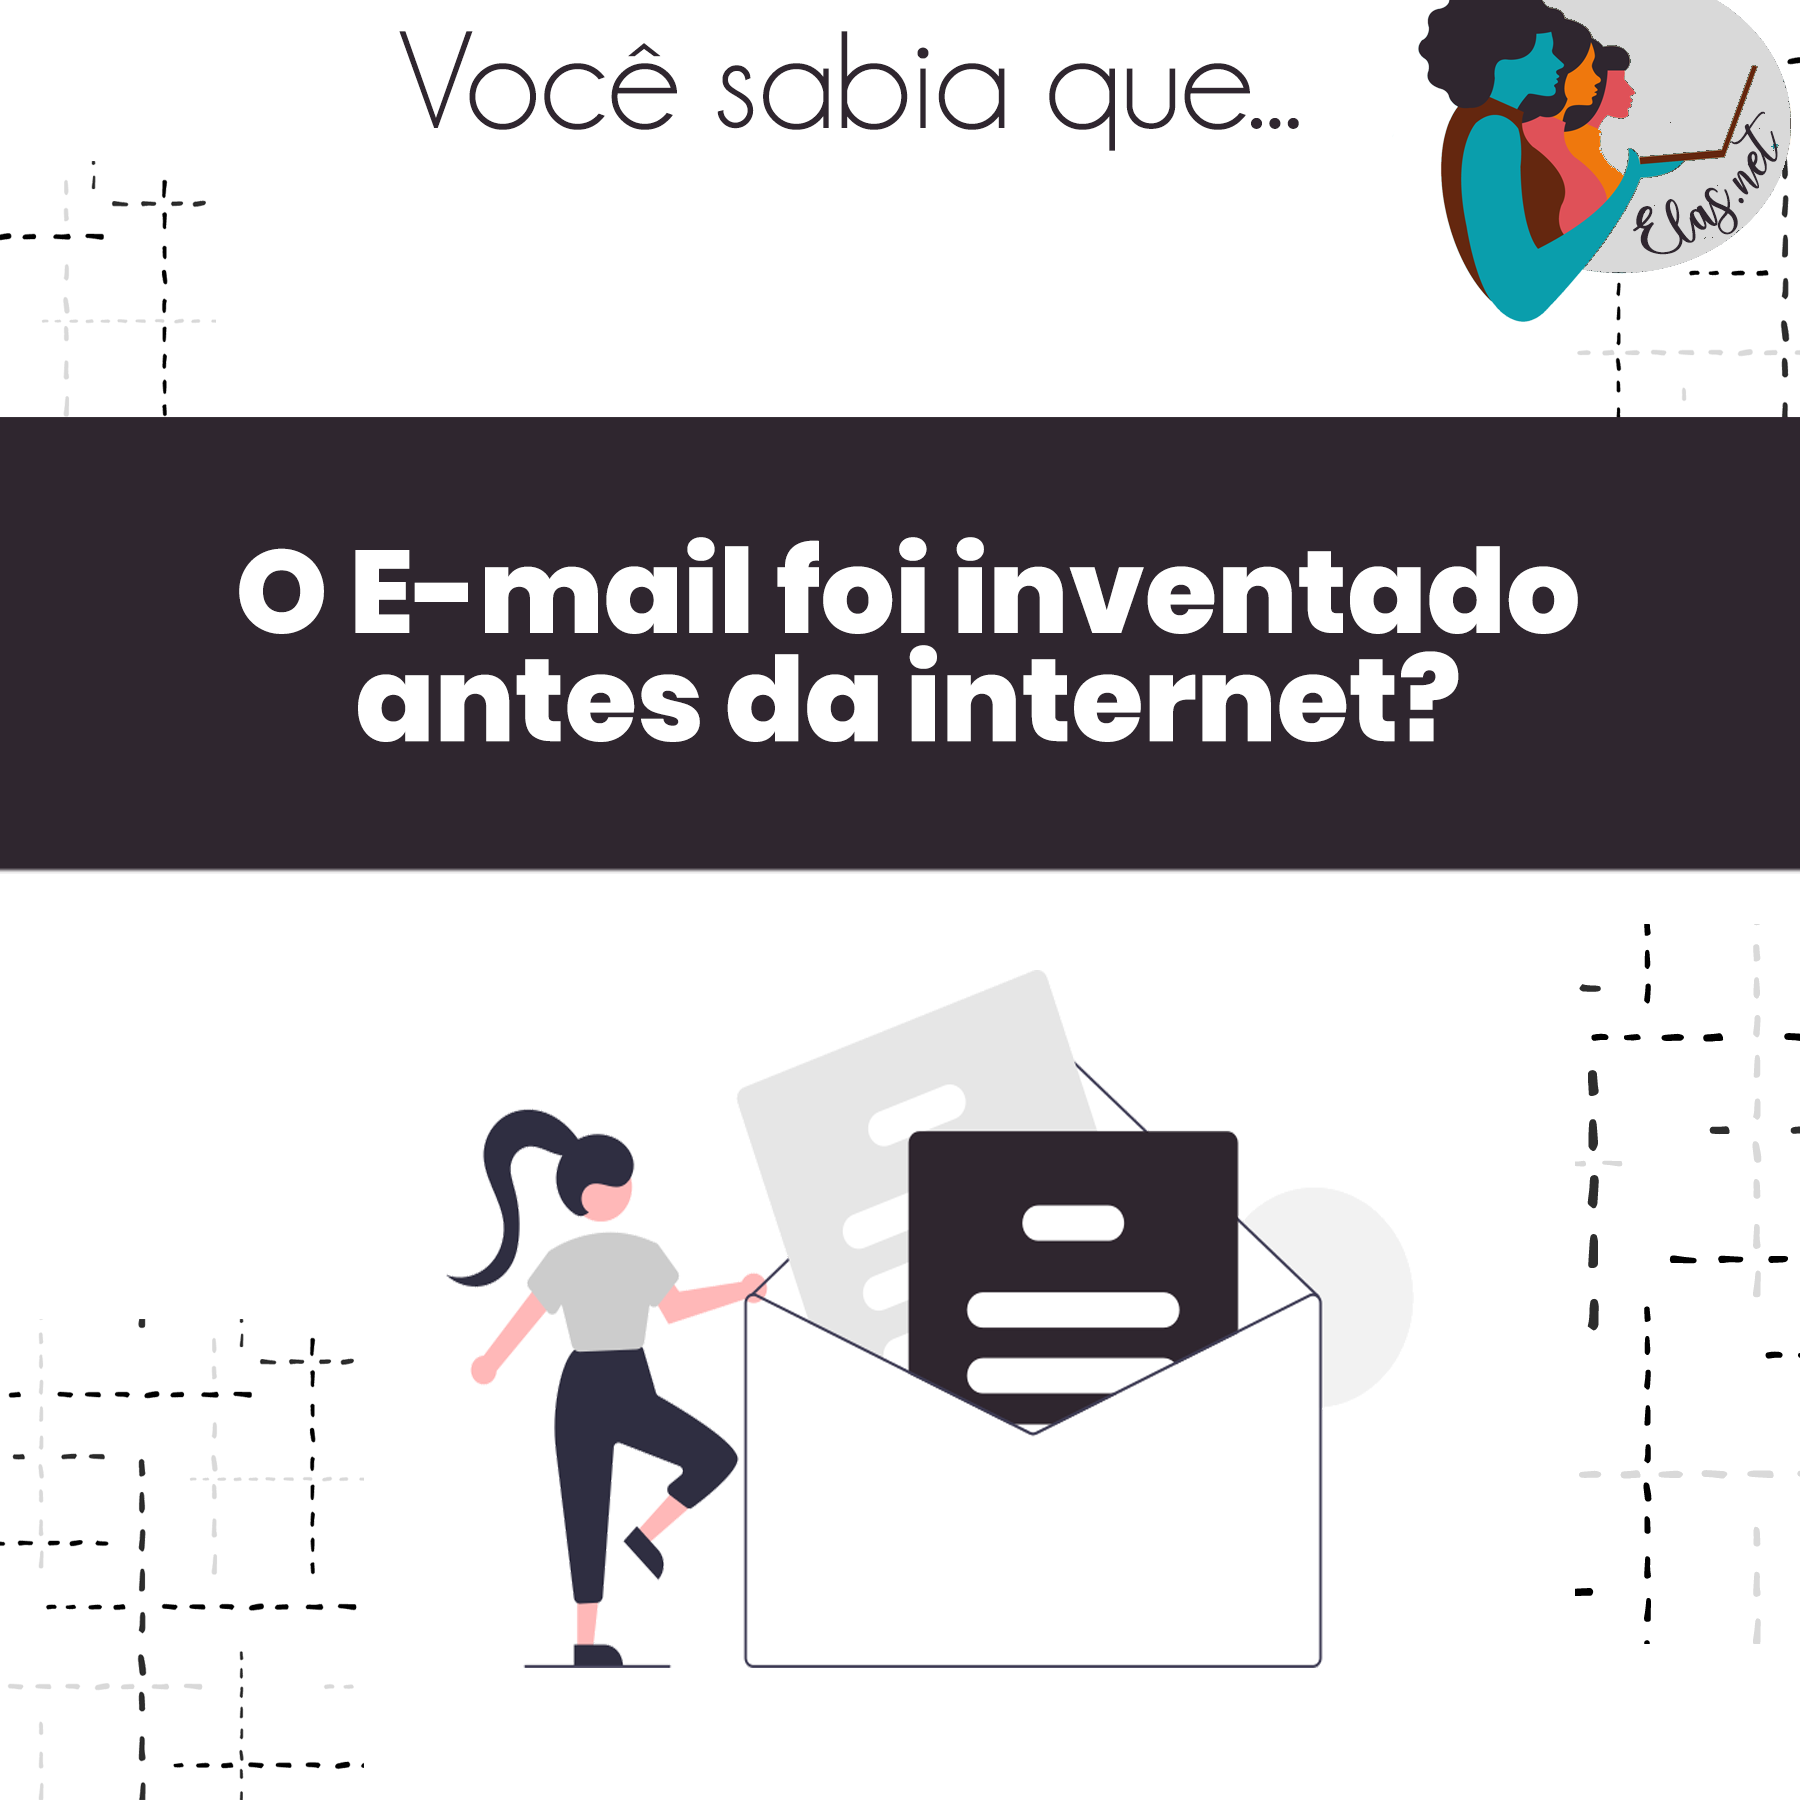 Você sabia que...
Elas.net
O E-mail foi inventado
antes da internet?